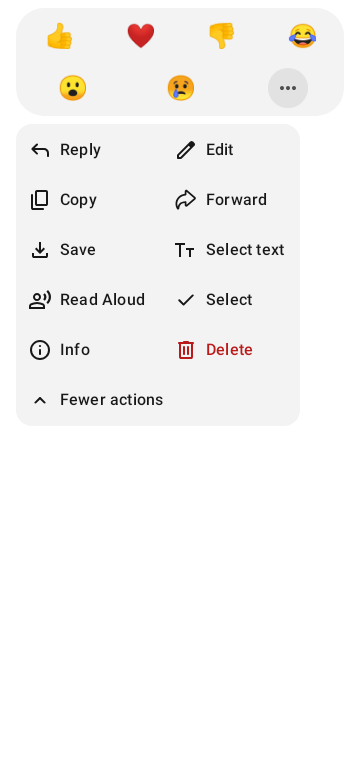 Reply
Edit
Copy
Forward
Save
Select text
Read Aloud
Select
Info
Delete
Fewer actions